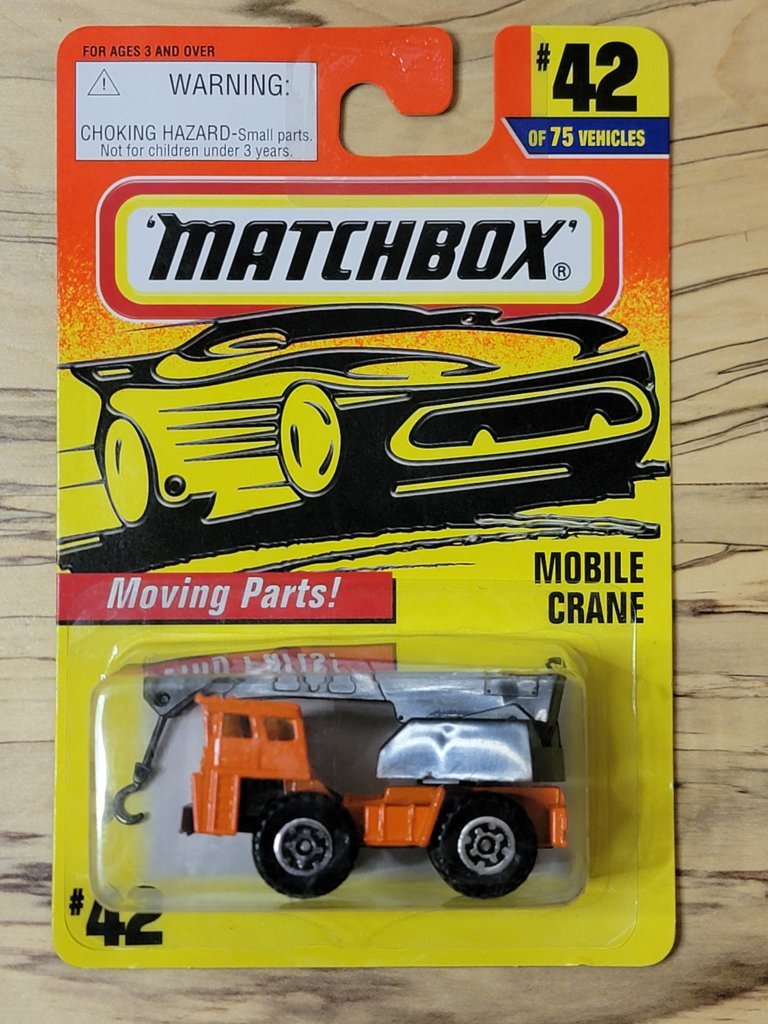 FOR AGES 3 AND OVER
WARNING:
CHOKING HAZARD-Small parts.
Not for children under 3 years.
#42
OF 75 VEHICLES
'MATCHBOX'®
Moving Parts!
MOBILE
CRANE
#42